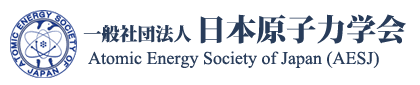 ATOMIC ENERGY SOCIETY OF JAPAN
一般社団法人 日本原子力学会
Atomic Energy Society of Japan (AESJ)